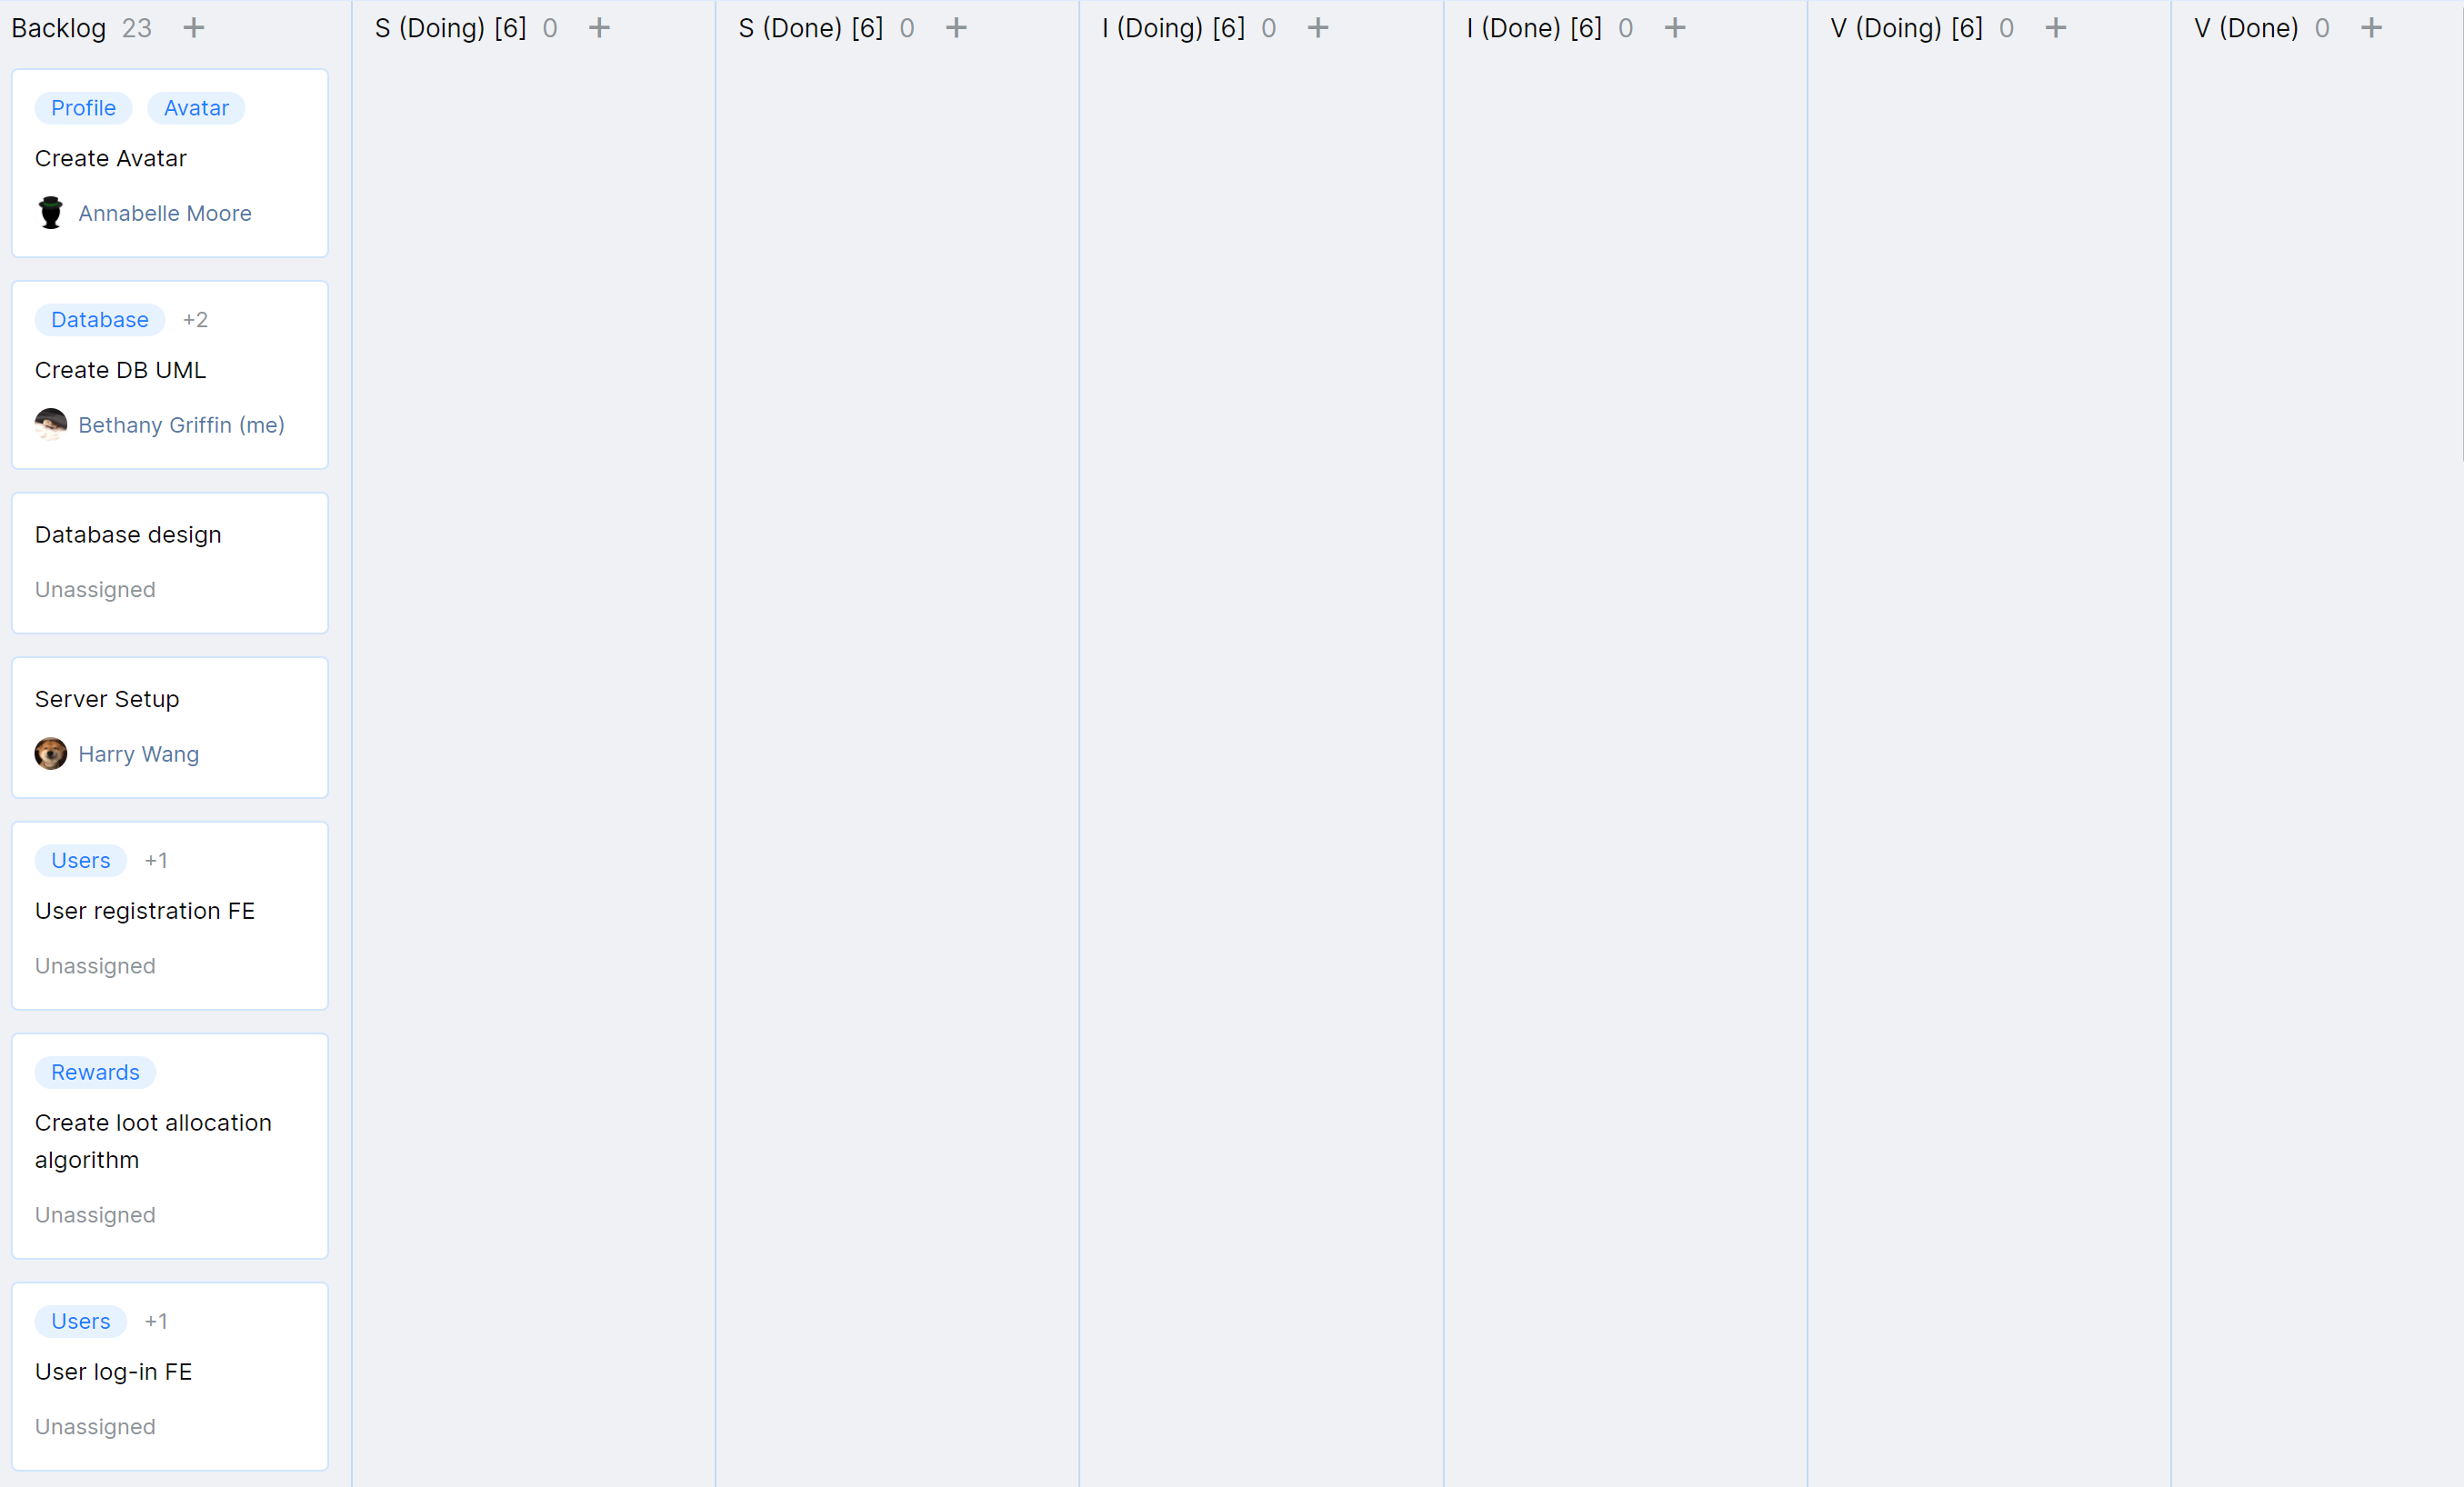 Backlog 23 +
S (Doing) [6] 0 +
S (Done) [6] 0 +
I (Doing) [6] 0 +
I (Done) [6] 0 +
V (Doing) [6] 0 +
V (Done) 0 +
Profile Avatar
Create Avatar
Annabelle Moore
Database +2
Create DB UML
Bethany Griffin (me)
Database design
Unassigned
Server Setup
Harry Wang
Users +1
User registration FE
Unassigned
Rewards
Create loot allocation
algorithm
Unassigned
Users +1
User log-in FE
Unassigned